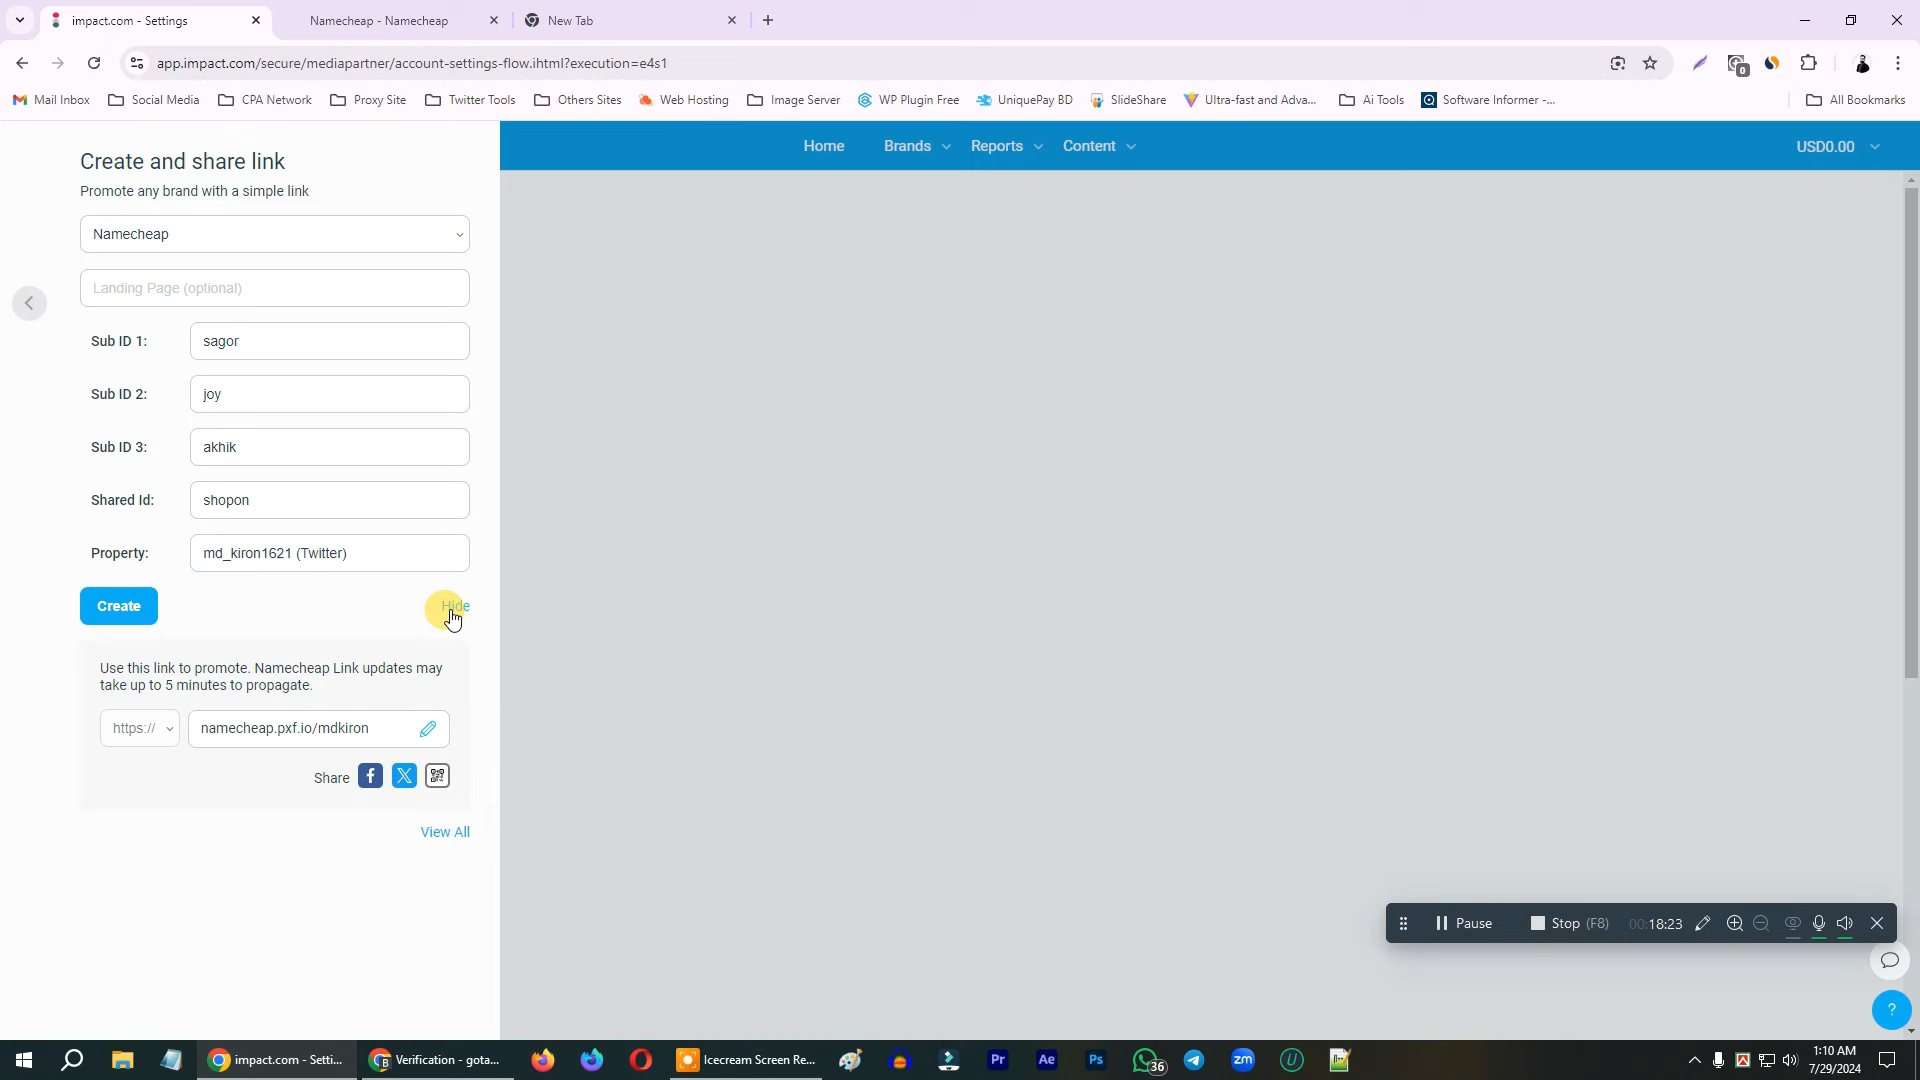 impact.com - Settings
Namecheap - Namecheap
New Tab
app.impact.com/secure/mediapartner/account-settings-flow.ihtml?execution=e4s1
0
Mail Inbox
Social Media
CPA Network
Proxy Site
Twitter Tools
Others Sites
Web Hosting
Image Server
WP Plugin Free
UniquePay BD
SlideShare
Ultra-fast and Adva...
Ai Tools
Software Informer -...
All Bookmarks
Home
Brands
Reports
Content
USD0.00
Create and share link
Promote any brand with a simple link
Namecheap
Landing Page (optional)
Sub ID 1: sagor
Sub ID 2: joy
Sub ID 3: akhik
Shared Id: shopon
Property: md_kiron1621 (Twitter)
Create
Hide
Use this link to promote. Namecheap Link updates may
take up to 5 minutes to propagate.
https://
namecheap.pxf.io/mdkiron
Share
View All
Pause
Stop (F8)
00:18:23
?
impact.com - Setti...
Verification - gota...
Icecream Screen Re...
Pr
Ae
Ps
36
zm
U
1:10 AM
7/29/2024